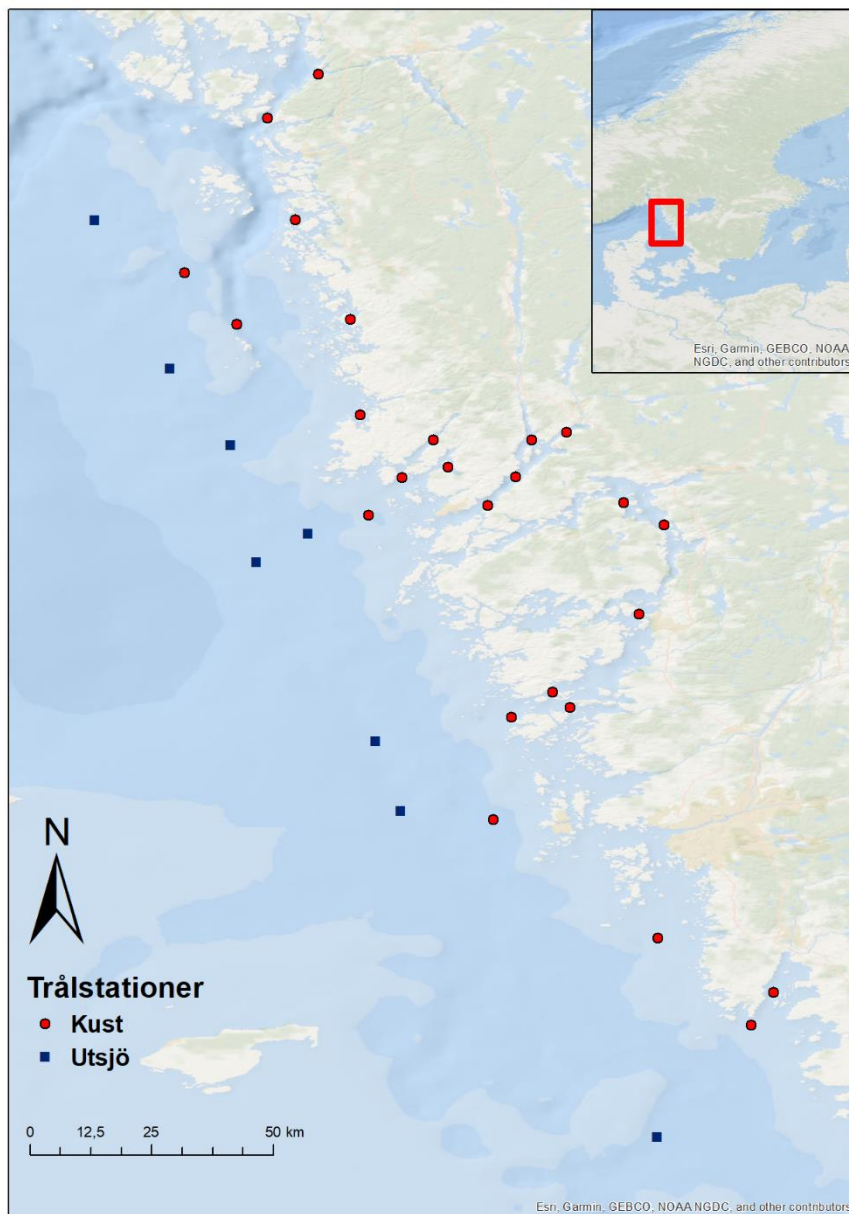 Esri, Garmin, GEBCO, NOAA
NGDC, and other contributors
N
Trålstationer
Kust
Utsjö
0 12,5 25 50 km
Esri, Garmin, GEBCO, NOAA NGDC, and other contributors